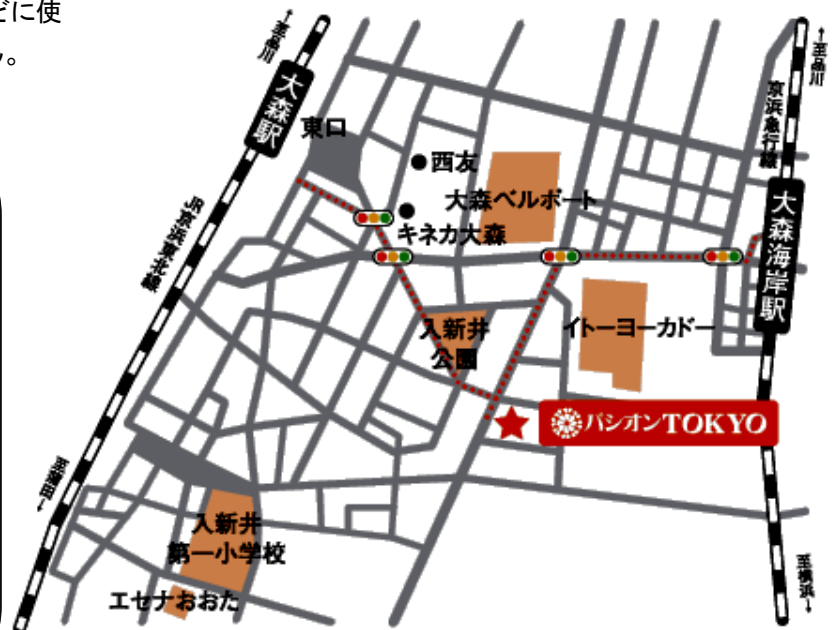 どに使
ん。
↑至品川
大森駅
東口
↑至品川
京浜急行線
西友
大森ベルポート
キネカ大森
JR京浜東北線
大森海岸駅
入新井
公園
イトーヨーカドー
パシオンTOKYO
至蒲田↓
入新井
第一小学校
エセナおおた
至横浜↓